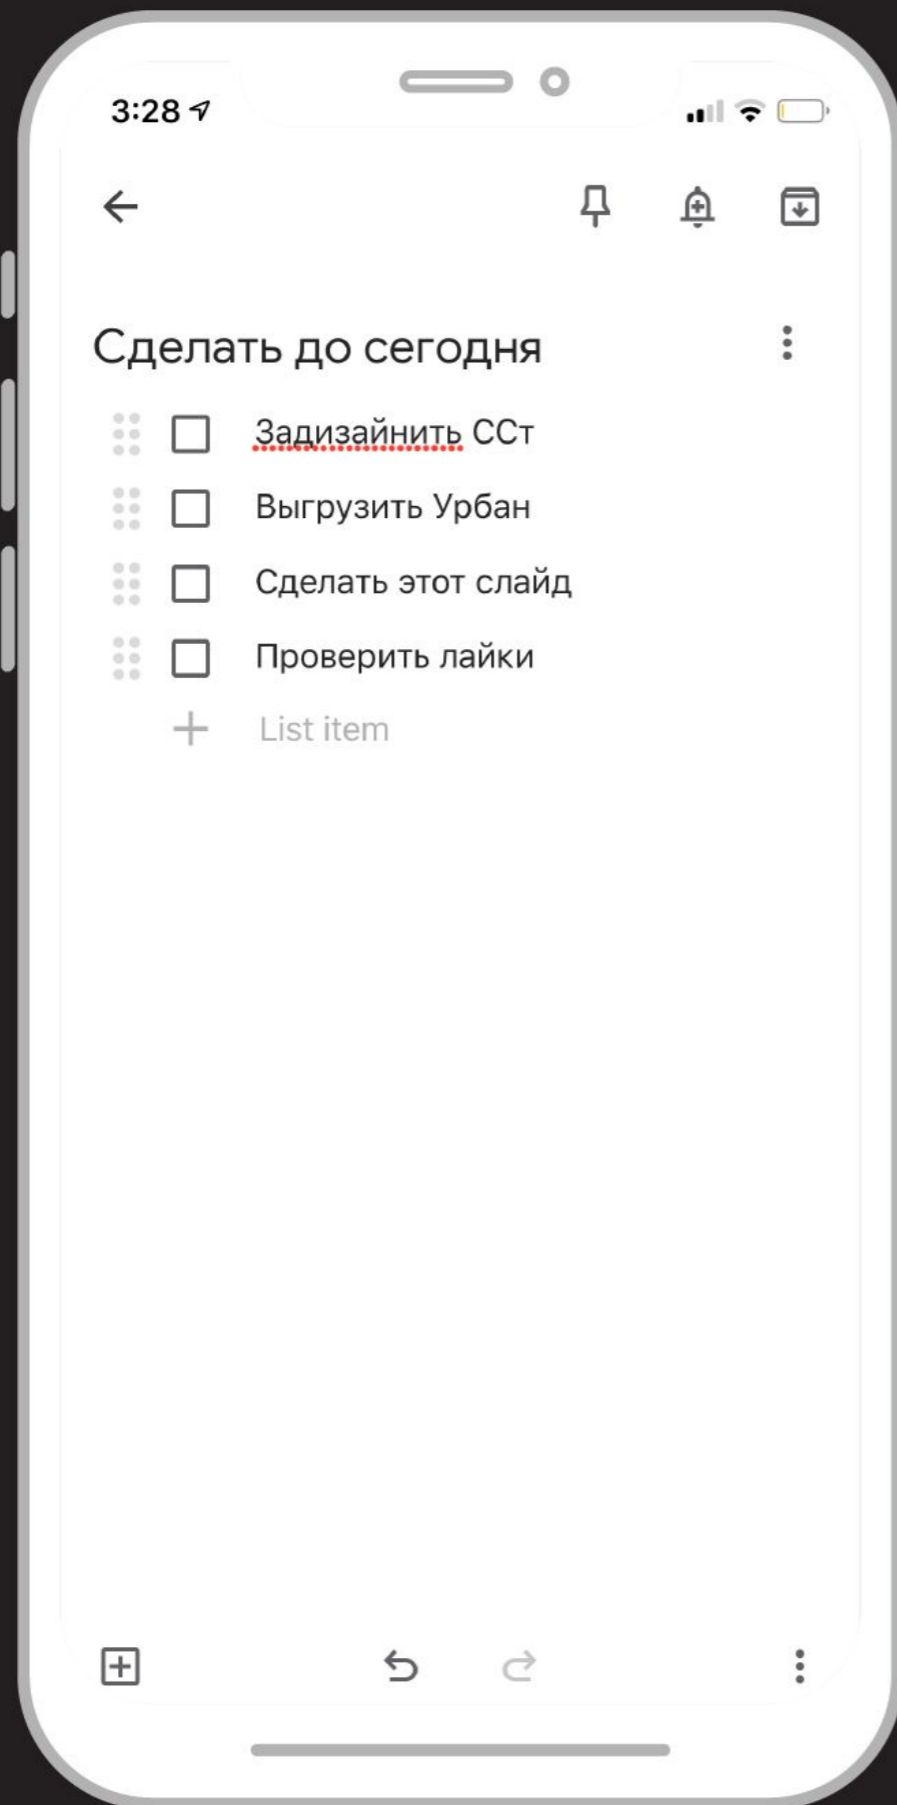 3:28
Сделать до сегодня
Задизайнить ССт
Выгрузить Урбан
Сделать этот слайд
Проверить лайки
List item